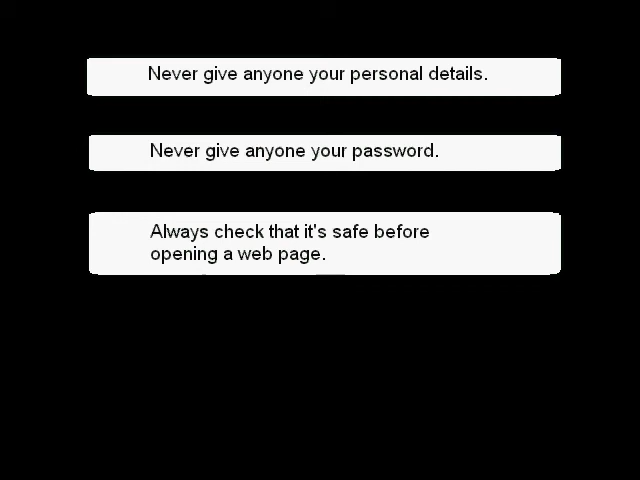 Never give anyone your personal details.
Never give anyone your password.
Always check that it's safe before
opening a web page.